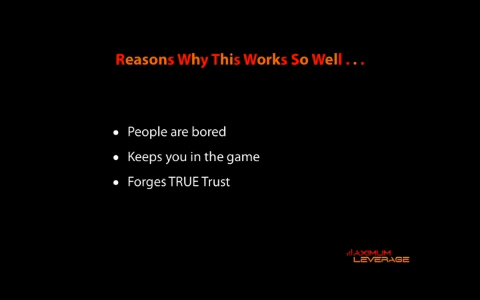 Reasons Why This Works So Well . . .
• People are bored
• Keeps you in the game
• Forges TRUE Trust
MAXIMUM
LEVERAGE